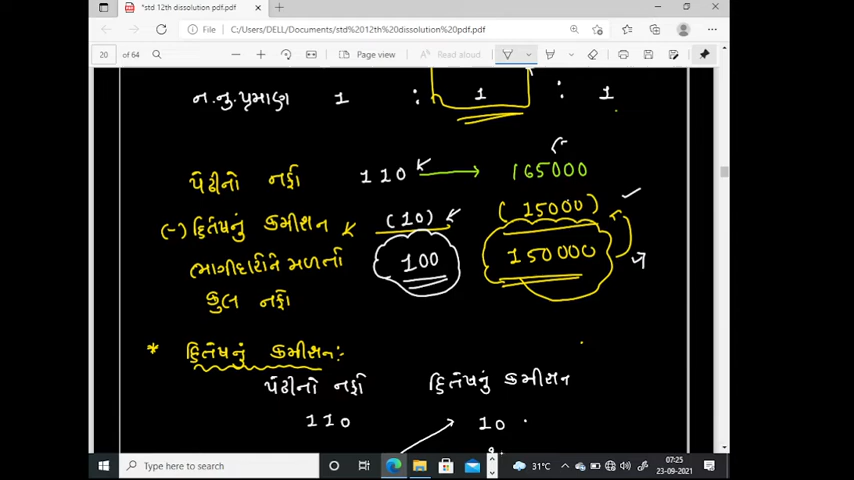 *std 12th dissolution pdf.pdf
File C:/Users/DELL/Documents/std%2012th%20dissolution%20pdf.pdf
20 of 64 Page view Read aloud
ન.નુ.પ્રમાણ 1 : 1 : 1
પેઢીનો નફો 110 165000
(-) હિતેષનું કમીશન (10) (15000)
ભાગીદારોને મળતો 100 150000
કુલ નફો
* હિતેષનું કમીશન:-
પેઢીનો નફો હિતેષનું કમીશન
110 10
Type here to search 31°C 07:25
23-09-2021